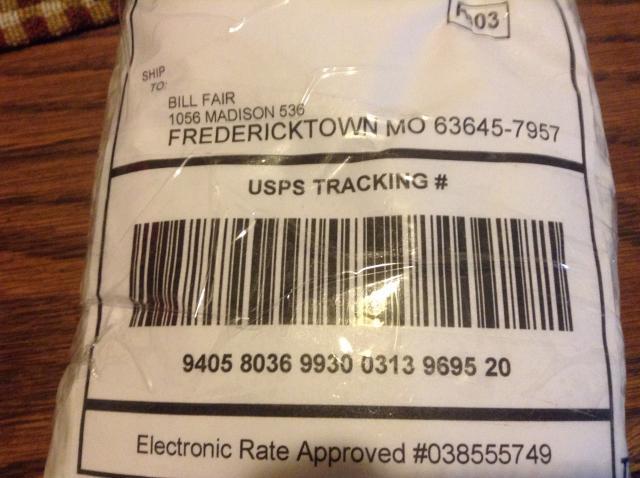 03
SHIP
TO:
BILL FAIR
1056 MADISON 536
FREDERICKTOWN MO 63645-7957
USPS TRACKING #
9405 8036 9930 0313 9695 20
Electronic Rate Approved #038555749